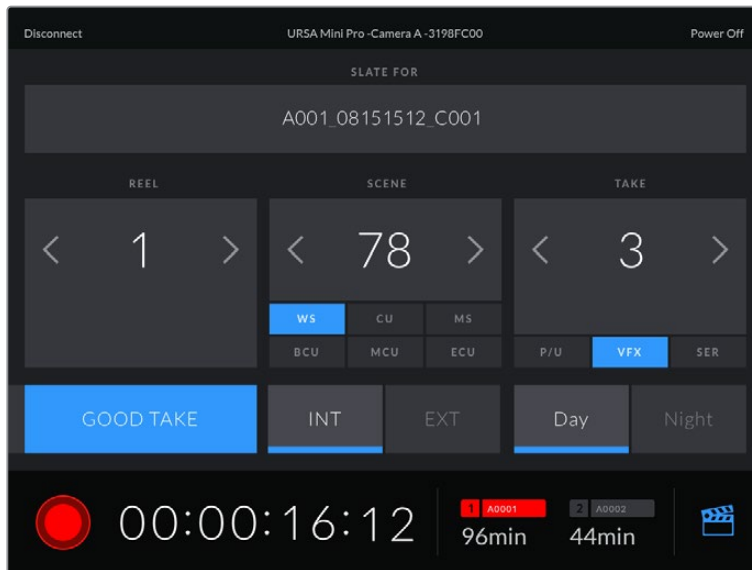 Disconnect URSA Mini Pro -Camera A -3198FC00 Power Off
SLATE FOR
A001_08151512_C001
REEL SCENE TAKE
1 78 3
WS CU MS
BCU MCU ECU P/U VFX SER
GOOD TAKE INT EXT Day Night
1 A0001 2 A0002
00:00:16:12 96min 44min